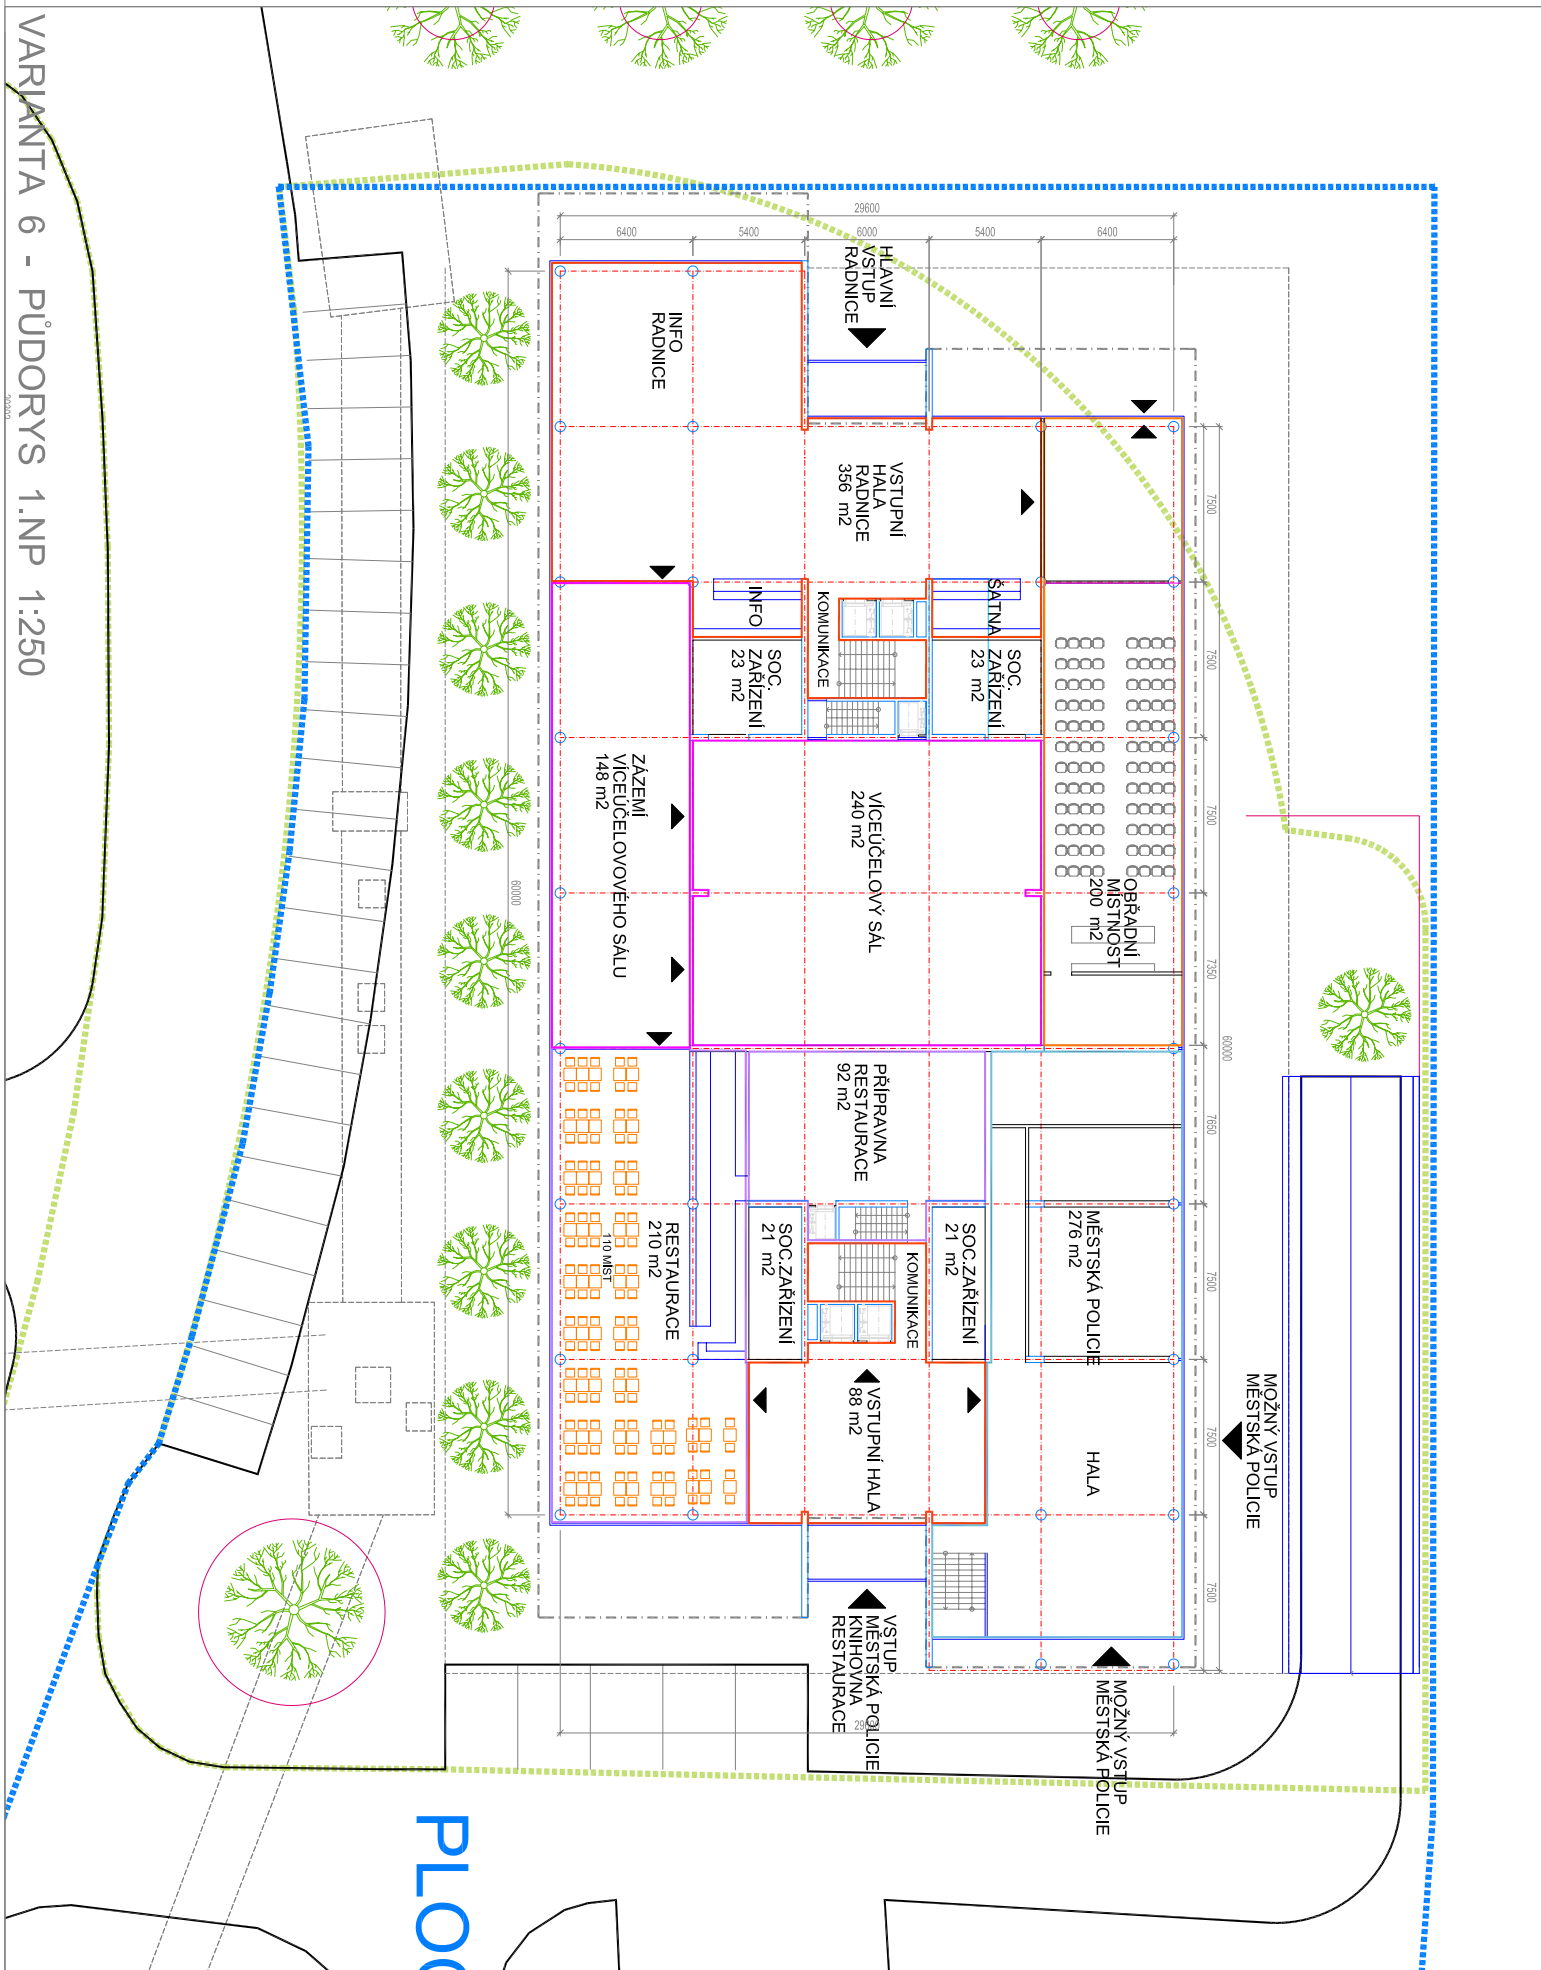 VARIANTA 6 - PŮDORYS 1.NP 1:250
HLAVNÍ
VSTUP
RADNICE
INFO
RADNICE
VSTUPNÍ
HALA
RADNICE
356 m2
INFO
KOMUNIKACE
ŠATNA
SOC.
ZAŘÍZENÍ
23 m2
SOC.
ZAŘÍZENÍ
23 m2
ZÁZEMÍ
VÍCEÚČELOVOVÉHO SÁLU
148 m2
VÍCEÚČELOVÝ SÁL
240 m2
OBŘADNÍ
MÍSTNOST
200 m2
PŘÍPRAVNA
RESTAURACE
92 m2
RESTAURACE
210 m2
110 MÍST
SOC.ZAŘÍZENÍ
21 m2
SOC.ZAŘÍZENÍ
21 m2
KOMUNIKACE
MĚSTSKÁ POLICIE
276 m2
VSTUPNÍ HALA
88 m2
HALA
MOŽNÝ VSTUP
MĚSTSKÁ POLICIE
VSTUP
MĚSTSKÁ POLICIE
KNIHOVNA
RESTAURACE
MOŽNÝ VSTUP
MĚSTSKÁ POLICIE
29600
6400
5400
6000
5400
6400
7500
7500
7500
7350
7650
7500
7500
7500
60000
60000
PLOC